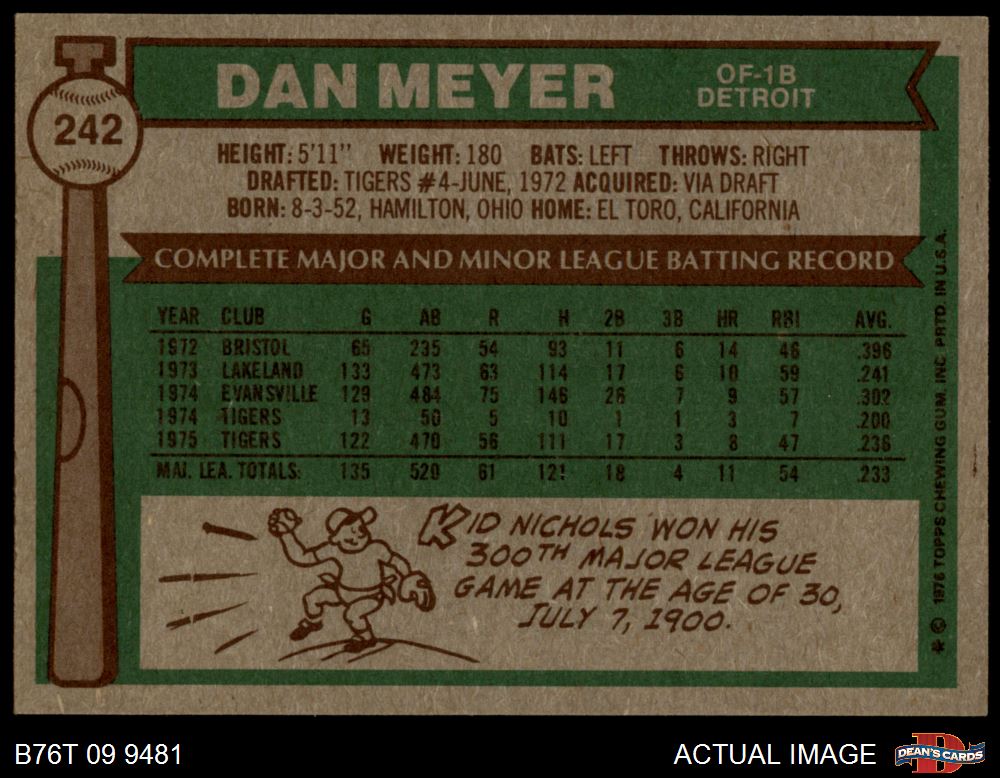 242
DAN MEYER
OF-1B
DETROIT
HEIGHT: 5'11" WEIGHT: 180 BATS: LEFT THROWS: RIGHT
DRAFTED: TIGERS #4-JUNE, 1972 ACQUIRED: VIA DRAFT
BORN: 8-3-52, HAMILTON, OHIO HOME: EL TORO, CALIFORNIA
COMPLETE MAJOR AND MINOR LEAGUE BATTING RECORD
YEAR CLUB G AB R H 2B 3B HR RBI AVG.
1972 BRISTOL 65 235 54 93 11 6 14 46 .396
1973 LAKELAND 133 473 63 114 17 6 10 59 .241
1974 EVANSVILLE 129 484 75 146 26 7 9 57 .302
1974 TIGERS 13 50 5 10 1 1 3 7 .200
1975 TIGERS 122 470 56 111 17 3 8 47 .236
MAJ. LEA. TOTALS: 135 520 61 121 18 4 11 54 .233
KID NICHOLS WON HIS
300TH MAJOR LEAGUE
GAME AT THE AGE OF 30,
JULY 7, 1900.
* © 1976 TOPPS CHEWING GUM, INC. PRTD. IN U.S.A.
B76T 09 9481
ACTUAL IMAGE
DEAN'S CARDS